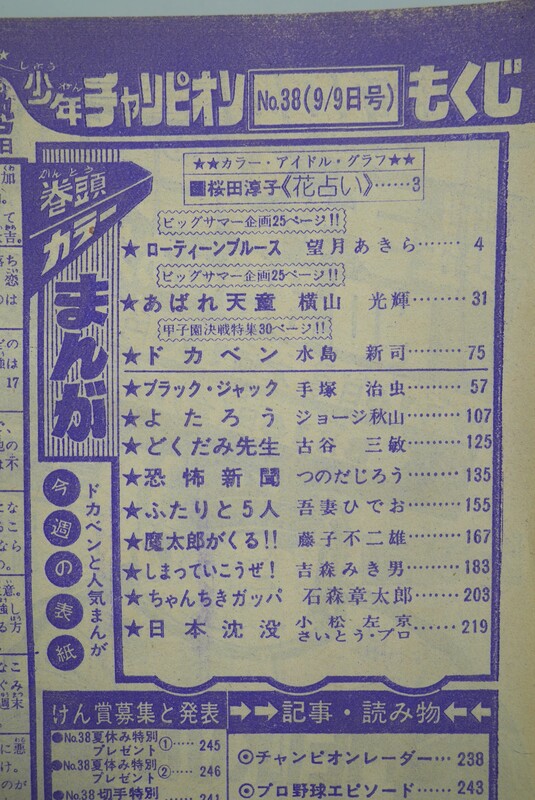 少年チャンピオン No.38(9/9日号) もくじ
巻頭カラー
まんが
★★カラー・アイドル・グラフ★★
■桜田淳子《花占い》……3
ビッグサマー企画25ページ!!
★ローティーンブルース 望月あきら……4
ビッグサマー企画25ページ!!
★あばれ天童 横山光輝……31
甲子園決戦特集30ページ!!
★ドカベン 水島新司……75
★ブラック・ジャック 手塚治虫……57
★よたろう ジョージ秋山……107
★どくだみ先生 古谷三敏……125
★恐怖新聞 つのだじろう……135
★ふたりと5人 吾妻ひでお……155
★魔太郎がくる!! 藤子不二雄……167
★しまっていこうぜ! 吉森みき男……183
★ちゃんちきガッパ 石森章太郎……203
★日本沈没 小松左京 さいとう・プロ……219
今週の表紙
ドカベンと人気まんが
けん賞募集と発表
●No.38夏休み特別
プレゼント①……245
●No.38夏休み特別
プレゼント②……246
●No.38切手特別 241
→→記事・読み物←←
◎チャンピオンレーダー…238
◎プロ野球エピソード……243